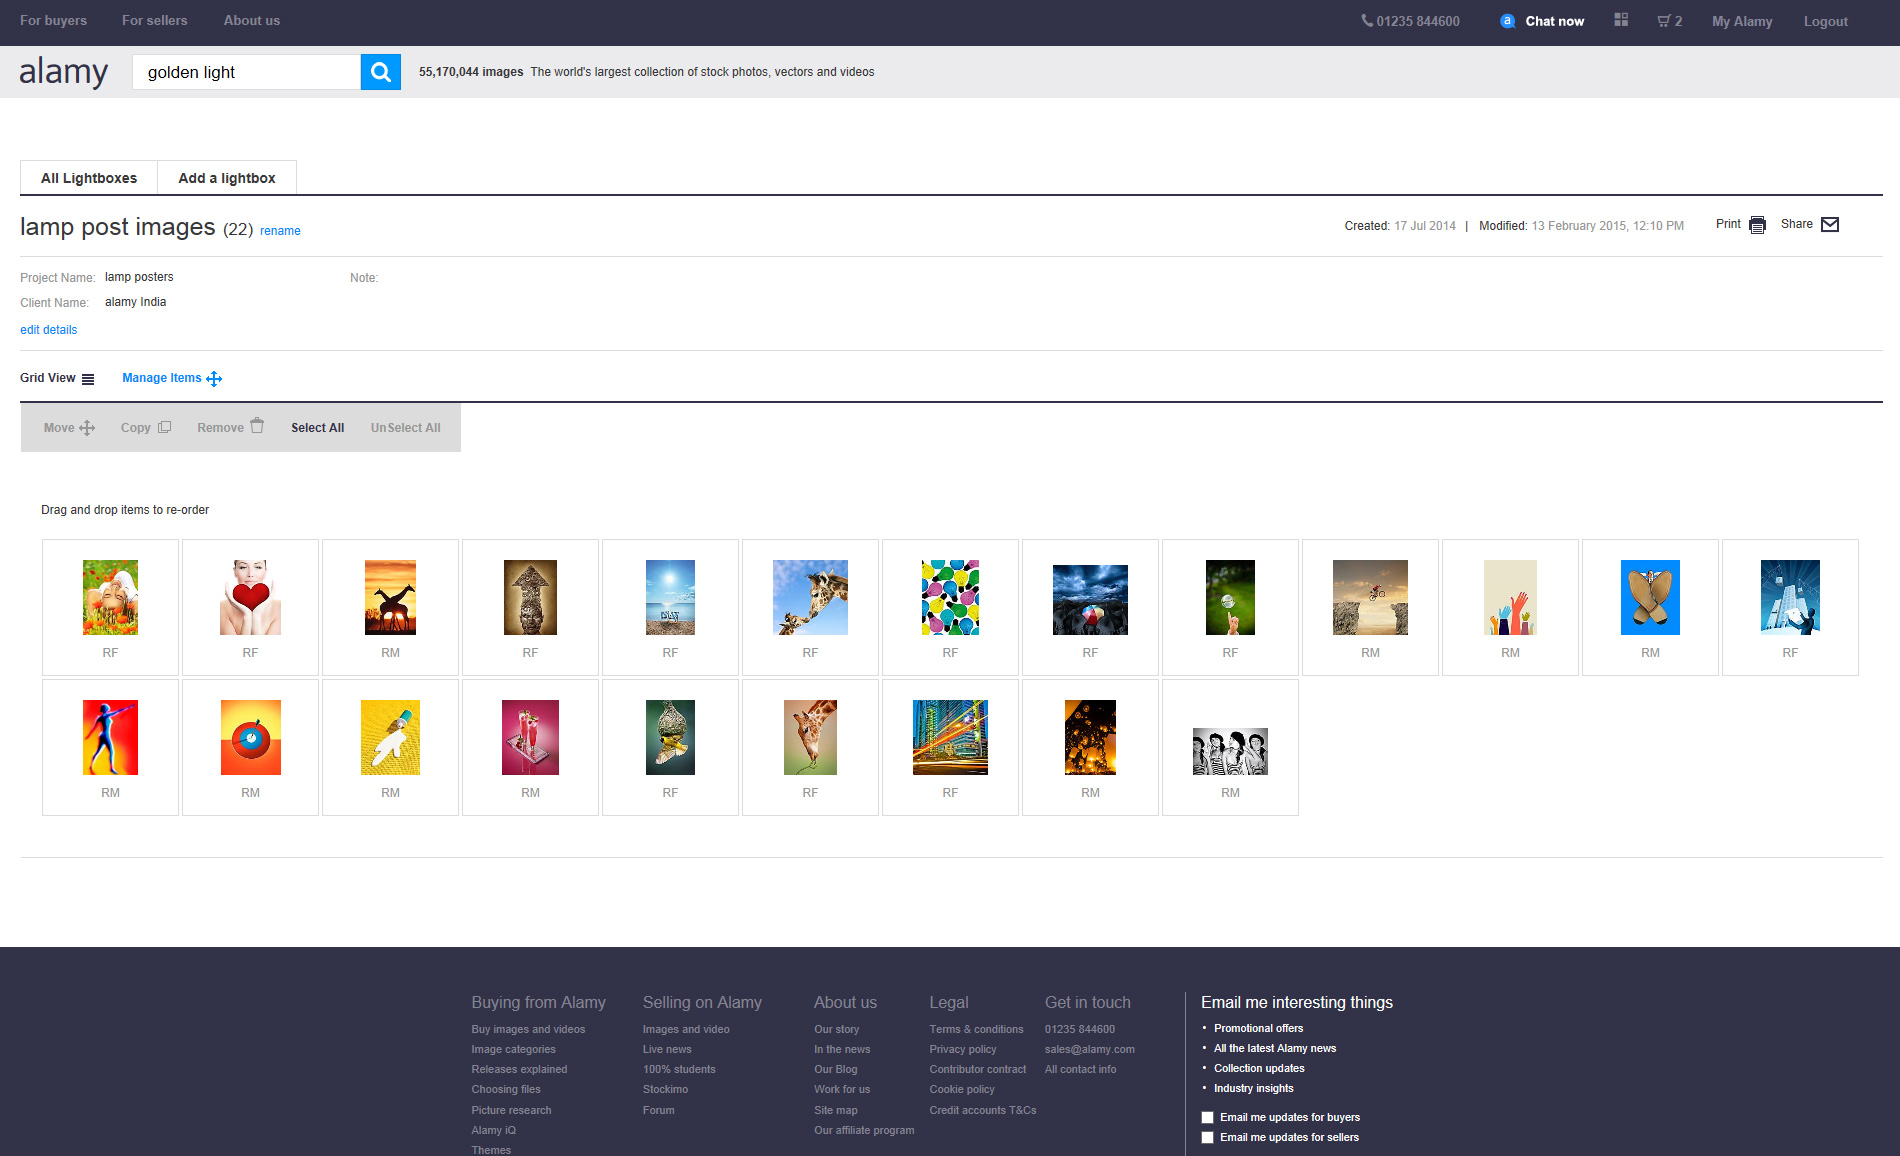 For buyers For sellers About us 01235 844600 a Chat now 2 My Alamy Logout
alamy golden light 55,170,044 images The world's largest collection of stock photos, vectors and videos
All Lightboxes Add a lightbox
lamp post images (22) rename Created: 17 Jul 2014 | Modified: 13 February 2015, 12:10 PM Print Share
Project Name: lamp posters Note:
Client Name: alamy India
edit details
Grid View Manage Items
Move Copy Remove Select All UnSelect All
Drag and drop items to re-order
RF RF RM RF RF RF RF RF RF RM RM RM RF
RM RM RM RM RF RF RF RM RM
Buying from Alamy
Buy images and videos
Image categories
Releases explained
Choosing files
Picture research
Alamy iQ
Themes
Selling on Alamy
Images and video
Live news
100% students
Stockimo
Forum
About us
Our story
In the news
Our Blog
Work for us
Site map
Our affiliate program
Legal
Terms & conditions
Privacy policy
Contributor contract
Cookie policy
Credit accounts T&Cs
Get in touch
01235 844600
sales@alamy.com
All contact info
Email me interesting things
• Promotional offers
• All the latest Alamy news
• Collection updates
• Industry insights
Email me updates for buyers
Email me updates for sellers